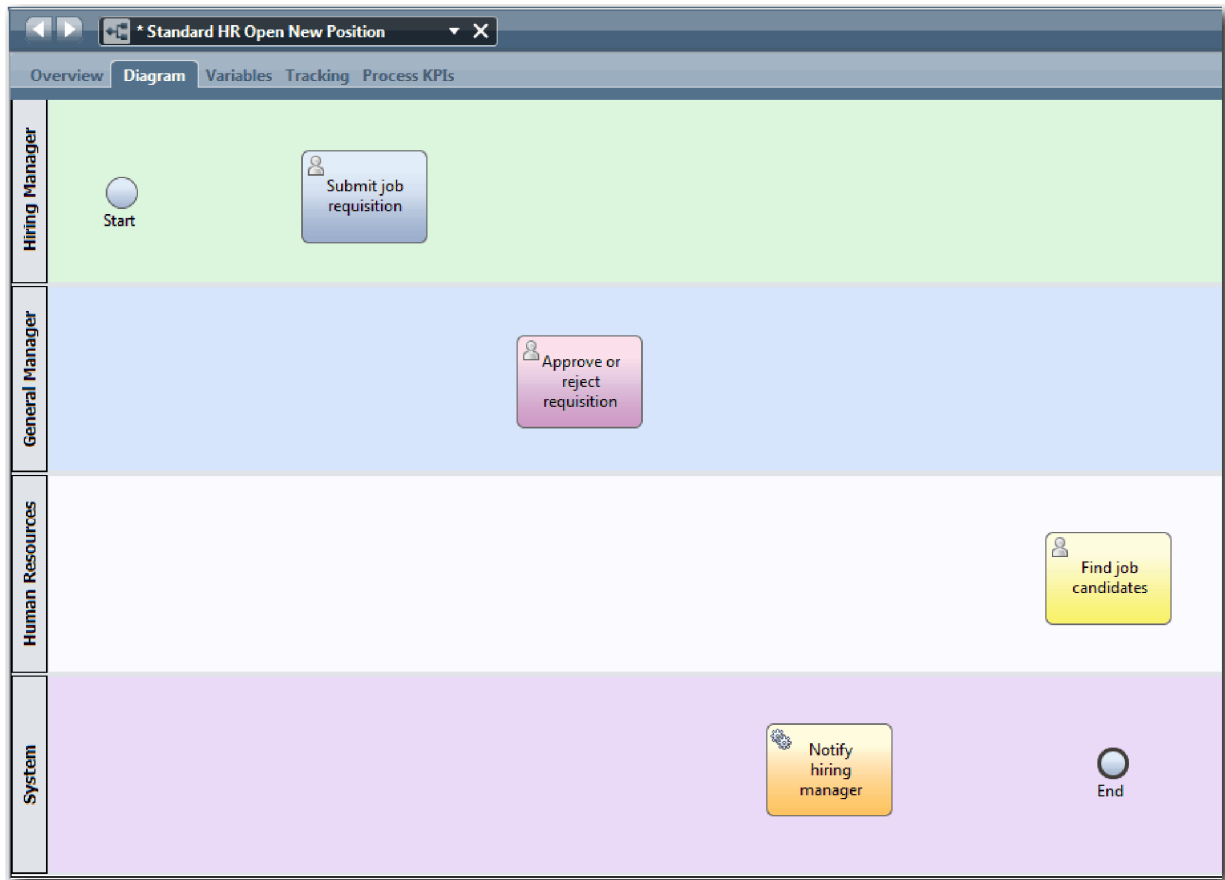 * Standard HR Open New Position
Overview Diagram Variables Tracking Process KPIs
Hiring Manager
Start
Submit job
requisition
General Manager
Approve or
reject
requisition
Human Resources
Find job
candidates
System
Notify
hiring
manager
End